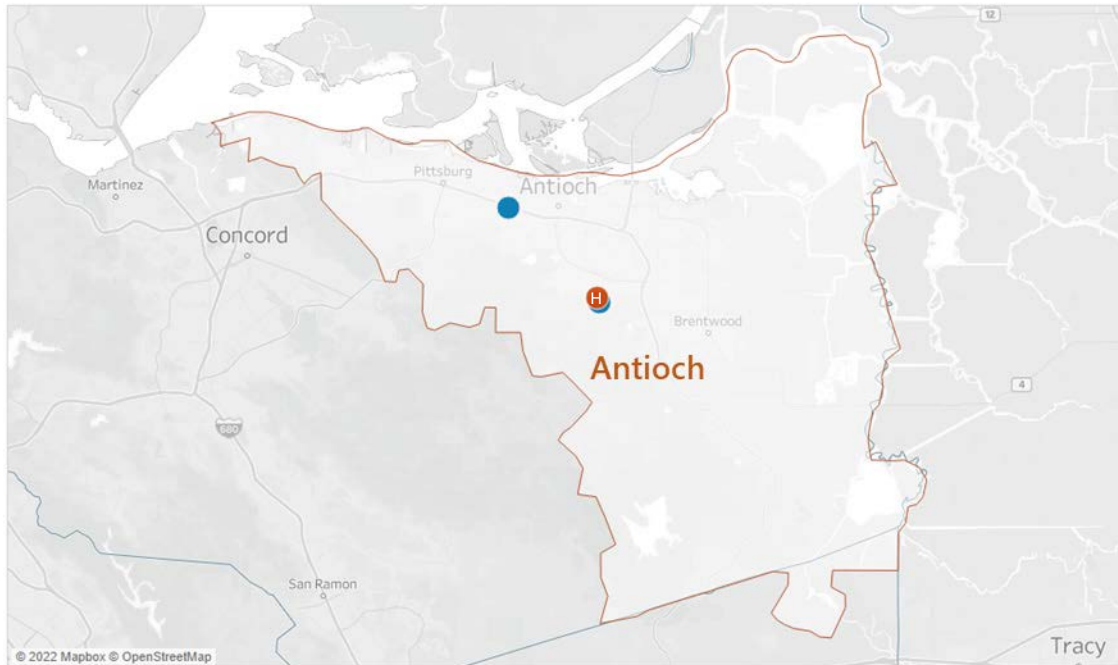 12
Pittsburg
Antioch
Martinez
Concord
H
Brentwood
Antioch
4
680
San Ramon
Tracy
© 2022 Mapbox © OpenStreetMap